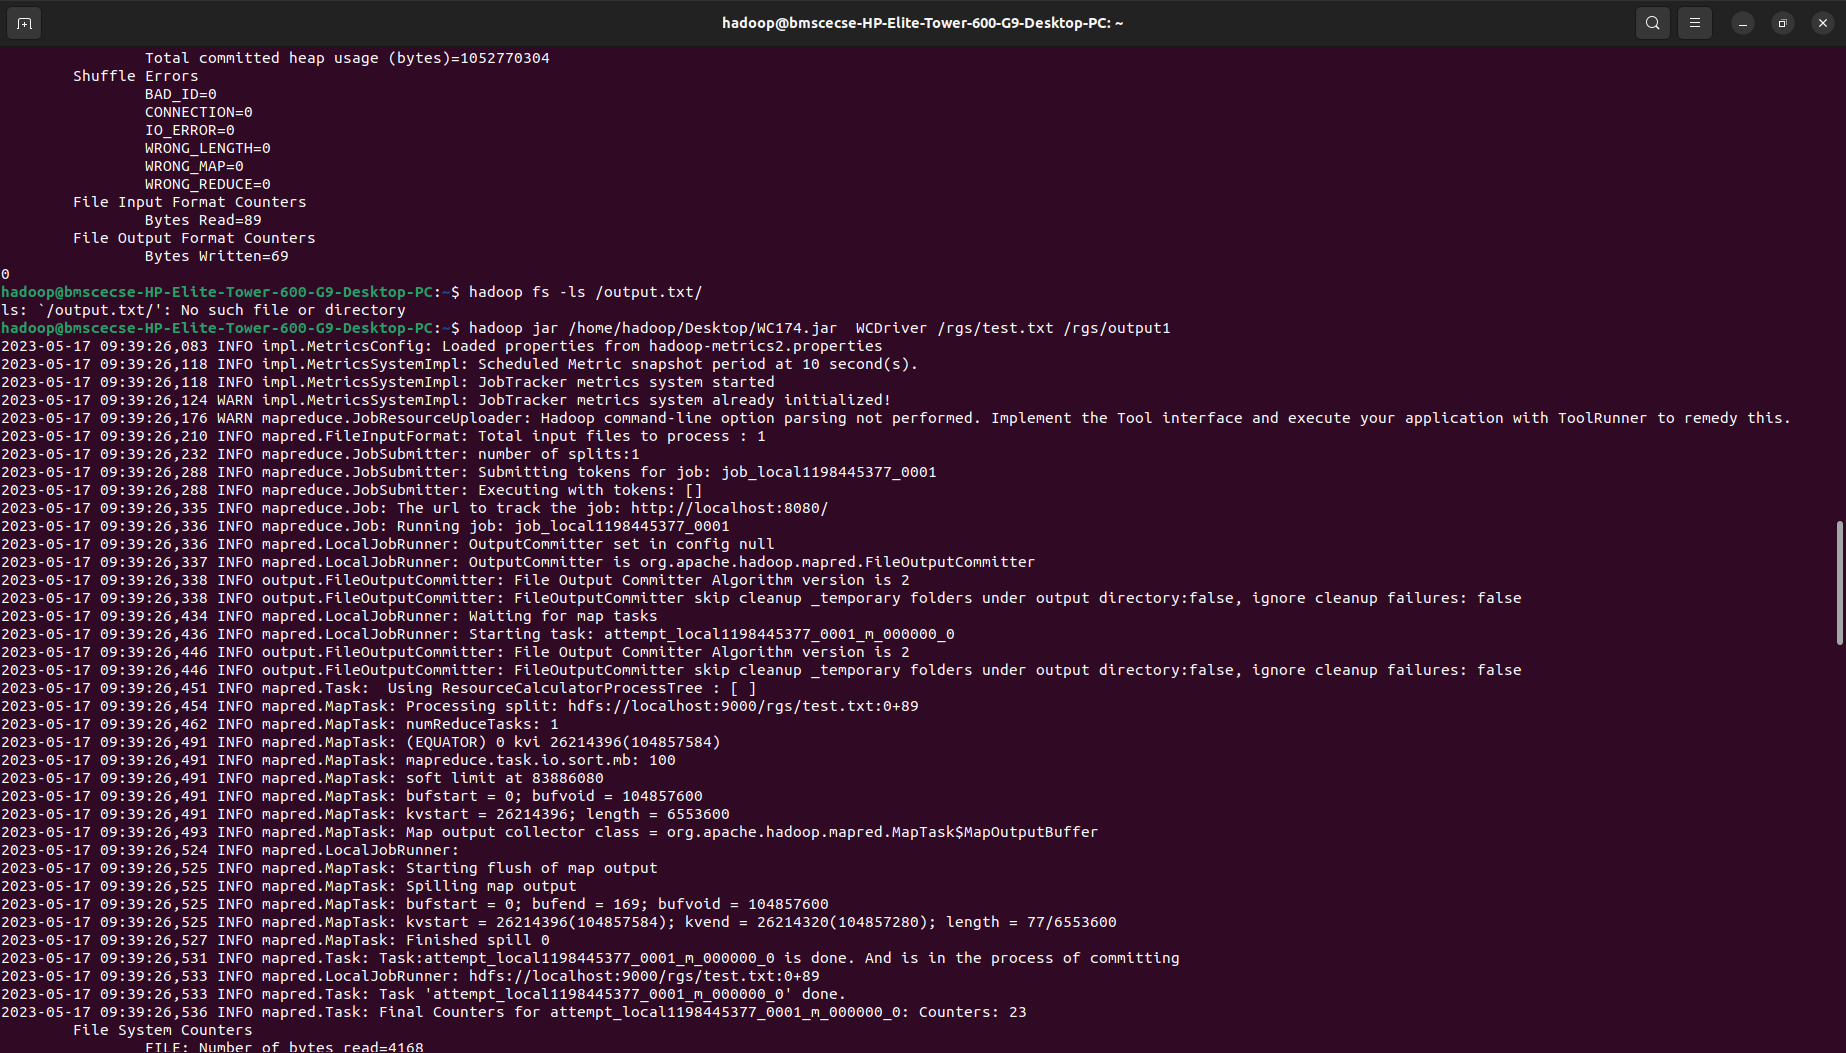 hadoop@bmscecse-HP-Elite-Tower-600-G9-Desktop-PC: ~
Total committed heap usage (bytes)=1052770304
Shuffle Errors
BAD_ID=0
CONNECTION=0
IO_ERROR=0
WRONG_LENGTH=0
WRONG_MAP=0
WRONG_REDUCE=0
File Input Format Counters
Bytes Read=89
File Output Format Counters
Bytes Written=69
0
hadoop@bmscecse-HP-Elite-Tower-600-G9-Desktop-PC:~$ hadoop fs -ls /output.txt/
ls: `/output.txt/': No such file or directory
hadoop@bmscecse-HP-Elite-Tower-600-G9-Desktop-PC:~$ hadoop jar /home/hadoop/Desktop/WC174.jar  WCDriver /rgs/test.txt /rgs/output1
2023-05-17 09:39:26,083 INFO impl.MetricsConfig: Loaded properties from hadoop-metrics2.properties
2023-05-17 09:39:26,118 INFO impl.MetricsSystemImpl: Scheduled Metric snapshot period at 10 second(s).
2023-05-17 09:39:26,118 INFO impl.MetricsSystemImpl: JobTracker metrics system started
2023-05-17 09:39:26,124 WARN impl.MetricsSystemImpl: JobTracker metrics system already initialized!
2023-05-17 09:39:26,176 WARN mapreduce.JobResourceUploader: Hadoop command-line option parsing not performed. Implement the Tool interface and execute your application with ToolRunner to remedy this.
2023-05-17 09:39:26,210 INFO mapred.FileInputFormat: Total input files to process : 1
2023-05-17 09:39:26,232 INFO mapreduce.JobSubmitter: number of splits:1
2023-05-17 09:39:26,288 INFO mapreduce.JobSubmitter: Submitting tokens for job: job_local1198445377_0001
2023-05-17 09:39:26,288 INFO mapreduce.JobSubmitter: Executing with tokens: []
2023-05-17 09:39:26,335 INFO mapreduce.Job: The url to track the job: http://localhost:8080/
2023-05-17 09:39:26,336 INFO mapreduce.Job: Running job: job_local1198445377_0001
2023-05-17 09:39:26,336 INFO mapred.LocalJobRunner: OutputCommitter set in config null
2023-05-17 09:39:26,337 INFO mapred.LocalJobRunner: OutputCommitter is org.apache.hadoop.mapred.FileOutputCommitter
2023-05-17 09:39:26,338 INFO output.FileOutputCommitter: File Output Committer Algorithm version is 2
2023-05-17 09:39:26,338 INFO output.FileOutputCommitter: FileOutputCommitter skip cleanup _temporary folders under output directory:false, ignore cleanup failures: false
2023-05-17 09:39:26,434 INFO mapred.LocalJobRunner: Waiting for map tasks
2023-05-17 09:39:26,436 INFO mapred.LocalJobRunner: Starting task: attempt_local1198445377_0001_m_000000_0
2023-05-17 09:39:26,446 INFO output.FileOutputCommitter: File Output Committer Algorithm version is 2
2023-05-17 09:39:26,446 INFO output.FileOutputCommitter: FileOutputCommitter skip cleanup _temporary folders under output directory:false, ignore cleanup failures: false
2023-05-17 09:39:26,451 INFO mapred.Task:  Using ResourceCalculatorProcessTree : [ ]
2023-05-17 09:39:26,454 INFO mapred.MapTask: Processing split: hdfs://localhost:9000/rgs/test.txt:0+89
2023-05-17 09:39:26,462 INFO mapred.MapTask: numReduceTasks: 1
2023-05-17 09:39:26,491 INFO mapred.MapTask: (EQUATOR) 0 kvi 26214396(104857584)
2023-05-17 09:39:26,491 INFO mapred.MapTask: mapreduce.task.io.sort.mb: 100
2023-05-17 09:39:26,491 INFO mapred.MapTask: soft limit at 83886080
2023-05-17 09:39:26,491 INFO mapred.MapTask: bufstart = 0; bufvoid = 104857600
2023-05-17 09:39:26,491 INFO mapred.MapTask: kvstart = 26214396; length = 6553600
2023-05-17 09:39:26,493 INFO mapred.MapTask: Map output collector class = org.apache.hadoop.mapred.MapTask$MapOutputBuffer
2023-05-17 09:39:26,524 INFO mapred.LocalJobRunner:
2023-05-17 09:39:26,525 INFO mapred.MapTask: Starting flush of map output
2023-05-17 09:39:26,525 INFO mapred.MapTask: Spilling map output
2023-05-17 09:39:26,525 INFO mapred.MapTask: bufstart = 0; bufend = 169; bufvoid = 104857600
2023-05-17 09:39:26,525 INFO mapred.MapTask: kvstart = 26214396(104857584); kvend = 26214320(104857280); length = 77/6553600
2023-05-17 09:39:26,527 INFO mapred.MapTask: Finished spill 0
2023-05-17 09:39:26,531 INFO mapred.Task: Task:attempt_local1198445377_0001_m_000000_0 is done. And is in the process of committing
2023-05-17 09:39:26,533 INFO mapred.LocalJobRunner: hdfs://localhost:9000/rgs/test.txt:0+89
2023-05-17 09:39:26,533 INFO mapred.Task: Task 'attempt_local1198445377_0001_m_000000_0' done.
2023-05-17 09:39:26,536 INFO mapred.Task: Final Counters for attempt_local1198445377_0001_m_000000_0: Counters: 23
File System Counters
FILE: Number of bytes read=4168